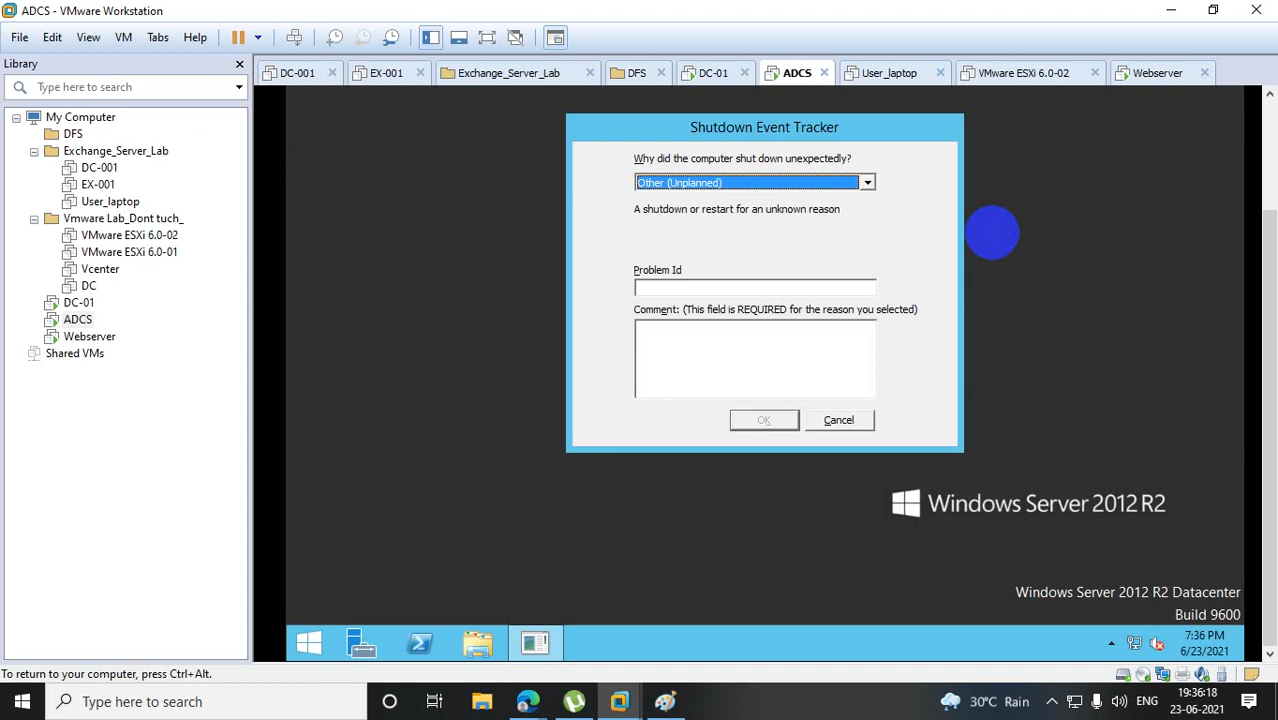 ADCS - VMware Workstation
File Edit View VM Tabs Help
Library
Type here to search
DC-001 EX-001 Exchange_Server_Lab DFS DC-01 ADCS User_laptop VMware ESXi 6.0-02 Webserver
My Computer
DFS
Exchange_Server_Lab
DC-001
EX-001
User_laptop
Vmware Lab_Dont tuch_
VMware ESXi 6.0-02
VMware ESXi 6.0-01
Vcenter
DC
DC-01
ADCS
Webserver
Shared VMs
Shutdown Event Tracker
Why did the computer shut down unexpectedly?
Other (Unplanned)
A shutdown or restart for an unknown reason
Problem Id
Comment: (This field is REQUIRED for the reason you selected)
OK Cancel
Windows Server 2012 R2
Windows Server 2012 R2 Datacenter
Build 9600
7:36 PM
6/23/2021
To return to your computer, press Ctrl+Alt.
Type here to search
30°C Rain
ENG
19:36:18
23-06-2021